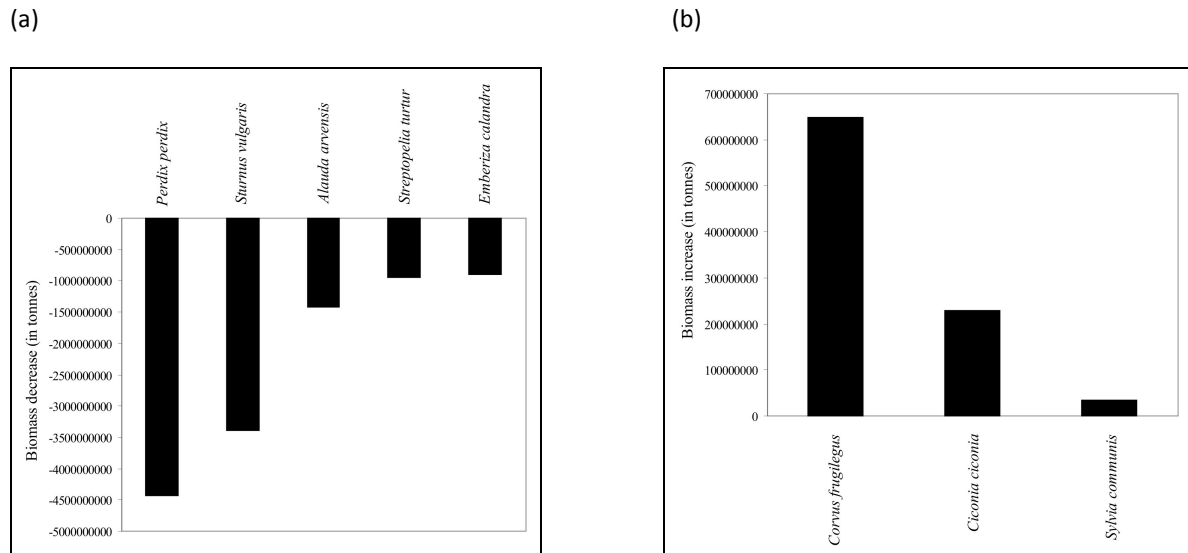 (a)
Perdix perdix
Sturnus vulgaris
Alauda arvensis
Streptopelia turtur
Emberiza calandra
Biomass decrease (in tonnes)
0
-500000000
-1000000000
-1500000000
-2000000000
-2500000000
-3000000000
-3500000000
-4000000000
-4500000000
-5000000000
(b)
Biomass increase (in tonnes)
700000000
600000000
500000000
400000000
300000000
200000000
100000000
0
Corvus frugilegus
Ciconia ciconia
Sylvia communis